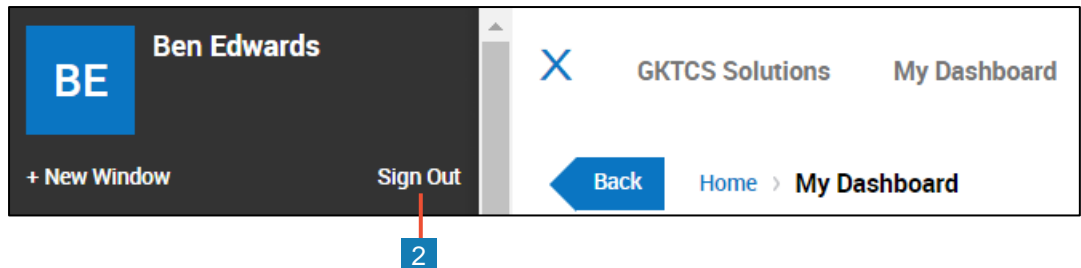 BE
Ben Edwards
+ New Window
Sign Out
X
GKTCS Solutions
My Dashboard
Back
Home > My Dashboard
2